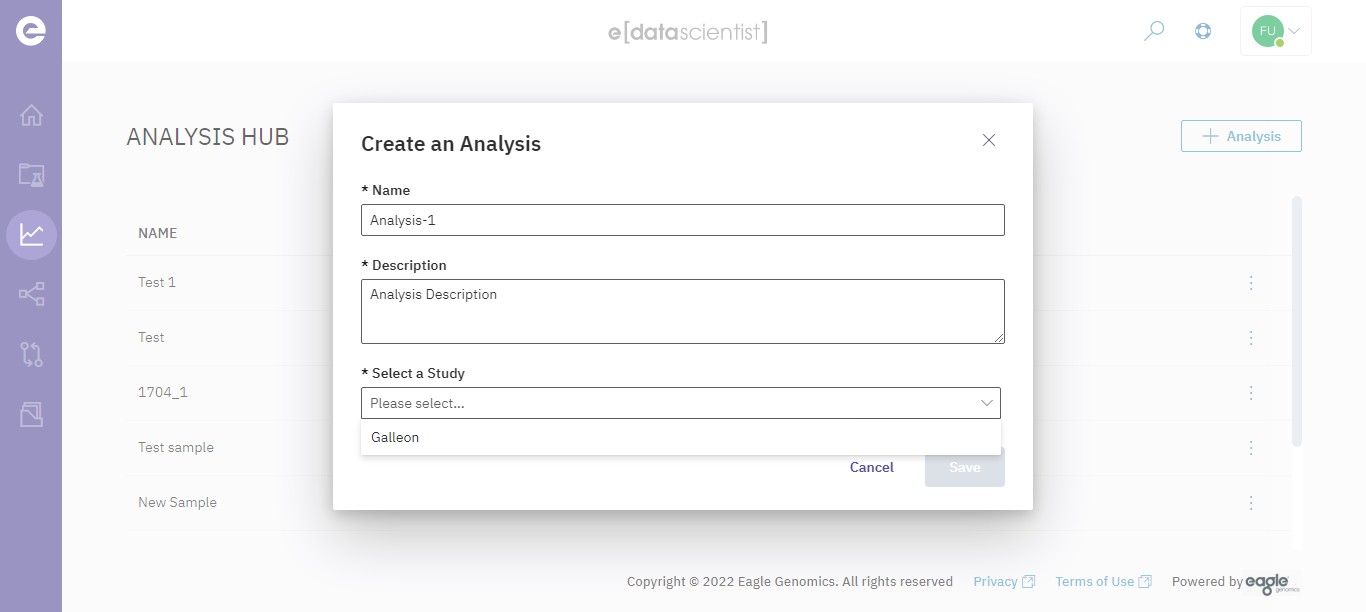 e[datascientist]
FU
ANALYSIS HUB
Analysis
Create an Analysis
* Name
Analysis-1
* Description
Analysis Description
* Select a Study
Please select...
Galleon
Cancel
Save
NAME
Test 1
Test
1704_1
Test sample
New Sample
Copyright © 2022 Eagle Genomics. All rights reserved Privacy Terms of Use Powered by eagle genomics